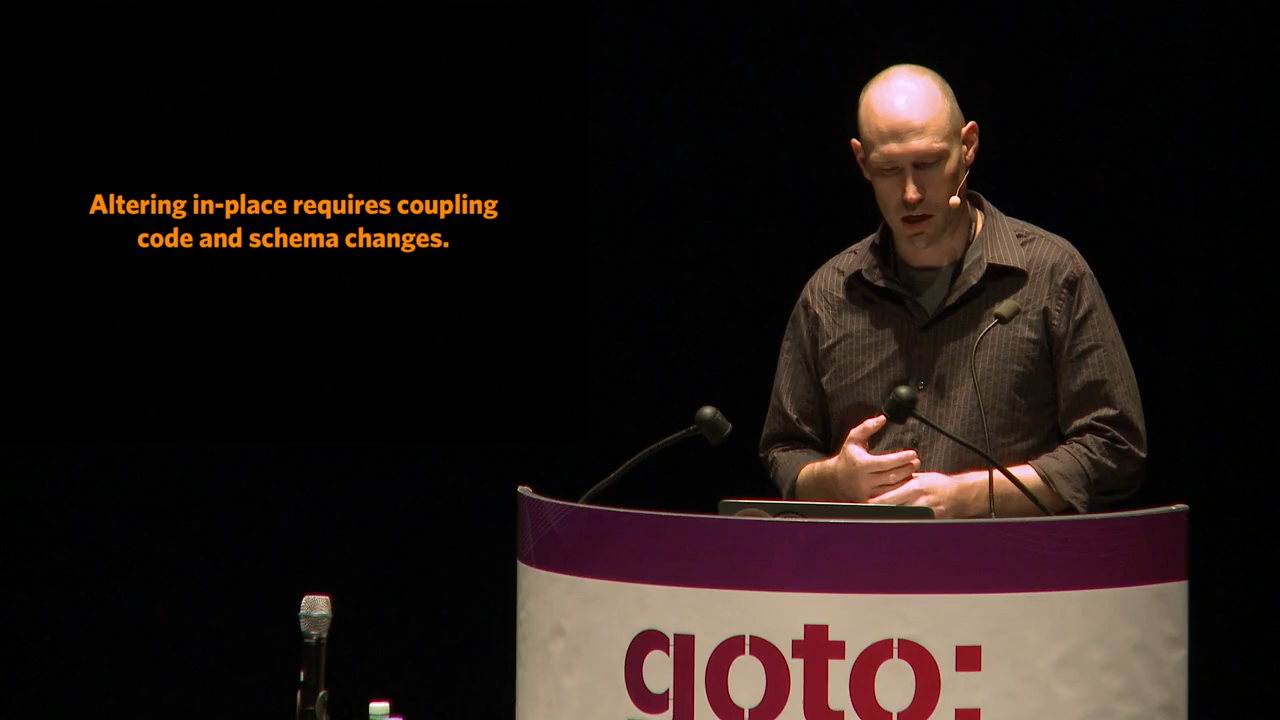 Altering in-place requires coupling
code and schema changes.
goto: